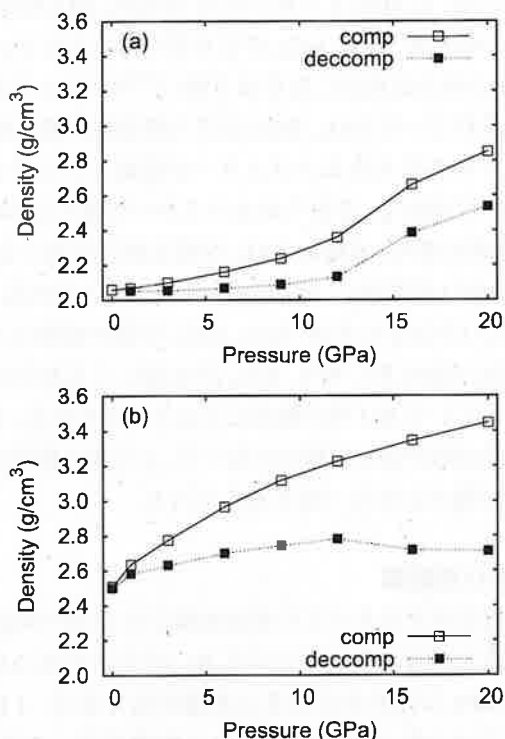 (a)
comp
deccomp
3.6
3.4
3.2
3.0
2.8
2.6
2.4
2.2
2.0
Density (g/cm³)
0 5 10 15 20
Pressure (GPa)
(b)
comp
deccomp
3.6
3.4
3.2
3.0
2.8
2.6
2.4
2.2
2.0
Density (g/cm³)
0 5 10 15 20
Pressure (GPa)